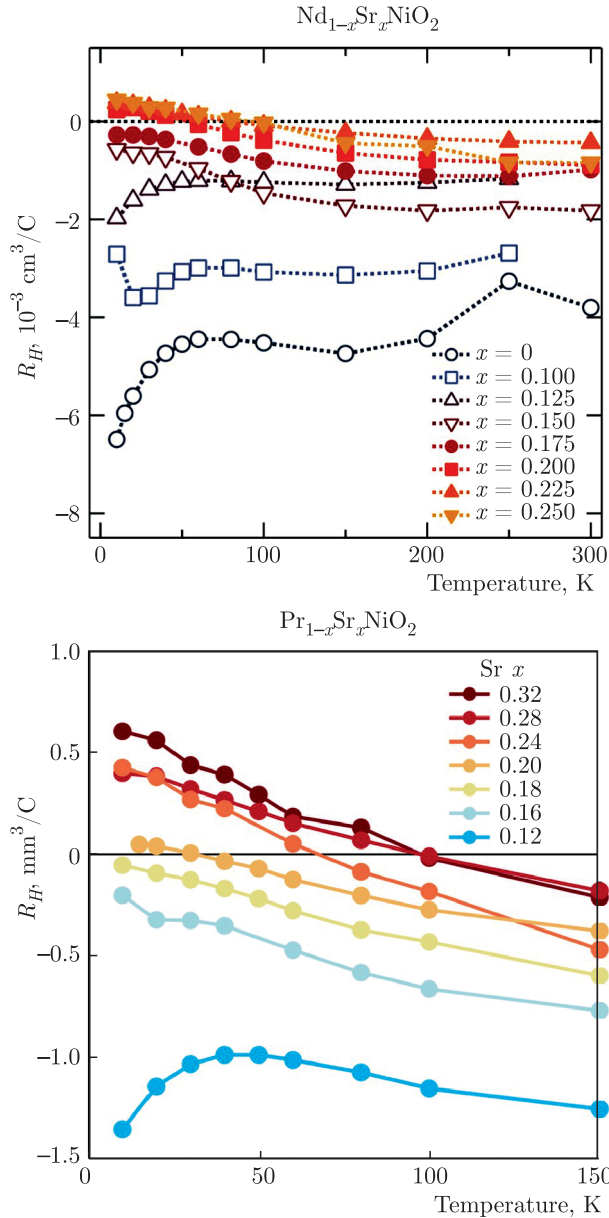 Nd₁₋ₓSrₓNiO₂
R_H, 10⁻³ cm³/C
0
−2
−4
−6
−8
x = 0
x = 0.100
x = 0.125
x = 0.150
x = 0.175
x = 0.200
x = 0.225
x = 0.250
0 100 200 300
Temperature, K
Pr₁₋ₓSrₓNiO₂
R_H, mm³/C
1.0
0.5
0
−0.5
−1.0
−1.5
Sr x
0.32
0.28
0.24
0.20
0.18
0.16
0.12
0 50 100 150
Temperature, K